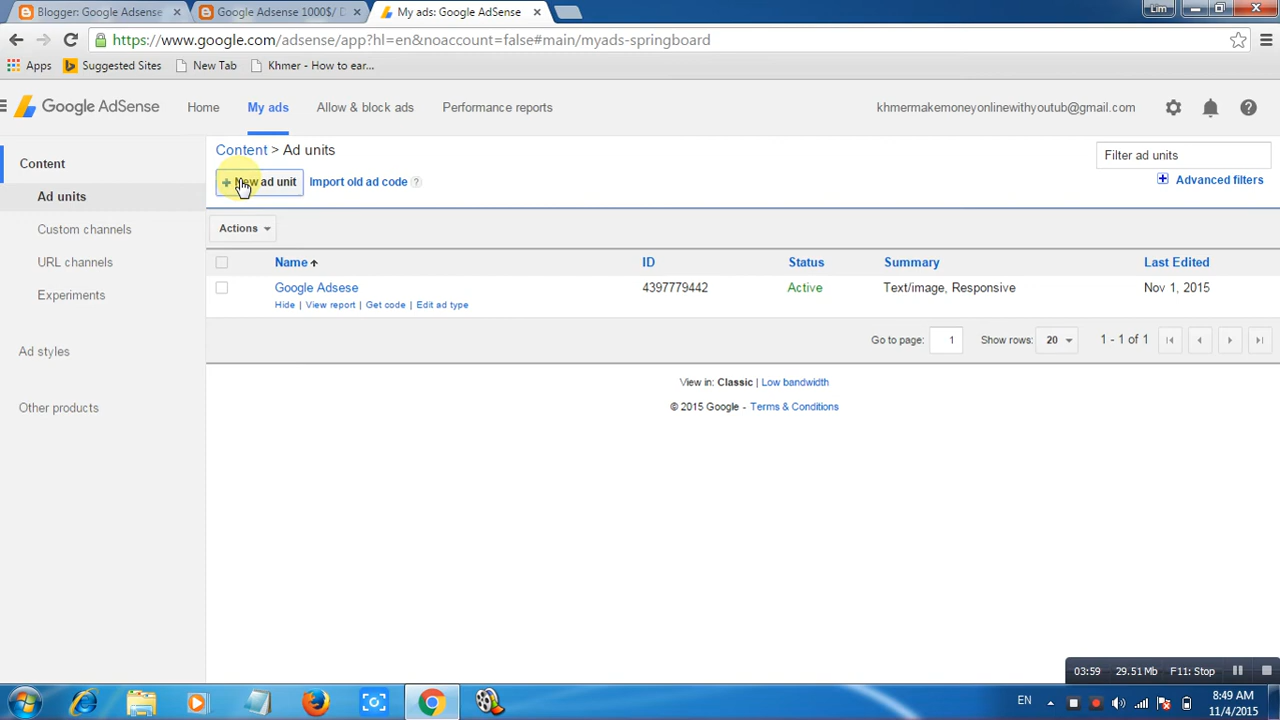 Blogger: Google Adsense
Google Adsense 1000$/ D
My ads: Google AdSense
Lim
https://www.google.com/adsense/app?hl=en&noaccount=false#main/myads-springboard
Apps
Suggested Sites
New Tab
Khmer - How to ear...
Google AdSense
Home
My ads
Allow & block ads
Performance reports
khmermakemoneyonlinewithyoutub@gmail.com
Content
Ad units
Custom channels
URL channels
Experiments
Ad styles
Other products
Content > Ad units
Filter ad units
+ New ad unit
Import old ad code ?
Advanced filters
Actions
Name ID Status Summary Last Edited
Google Adsese 4397779442 Active Text/image, Responsive Nov 1, 2015
Hide | View report | Get code | Edit ad type
Go to page: 1 Show rows: 20 1 - 1 of 1
View in: Classic | Low bandwidth
© 2015 Google - Terms & Conditions
03:59 29.51 Mb F11: Stop
EN
8:49 AM
11/4/2015